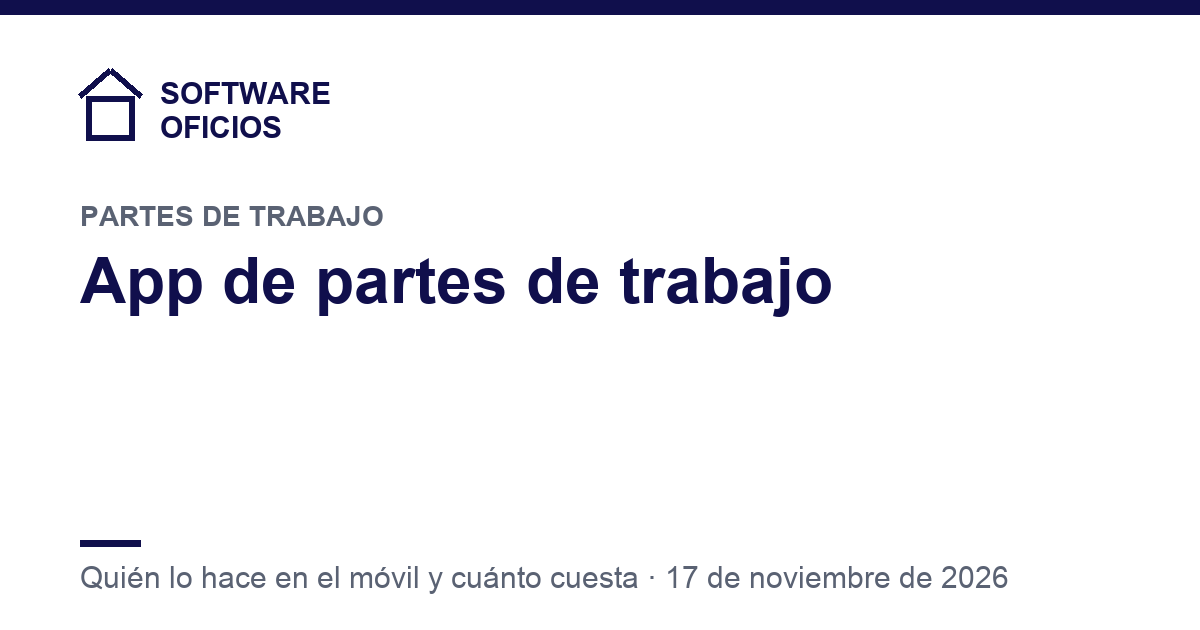 SOFTWARE
OFICIOS
PARTES DE TRABAJO
App de partes de trabajo
Quién lo hace en el móvil y cuánto cuesta · 17 de noviembre de 2026